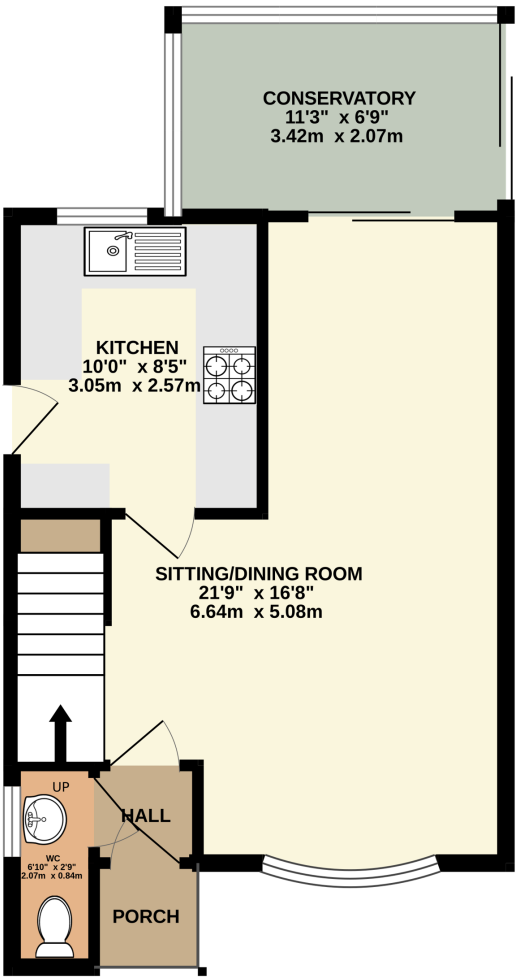 CONSERVATORY
11'3" x 6'9"
3.42m x 2.07m
KITCHEN
10'0" x 8'5"
3.05m x 2.57m
SITTING/DINING ROOM
21'9" x 16'8"
6.64m x 5.08m
UP
HALL
WC
6'10" x 2'9"
2.07m x 0.84m
PORCH